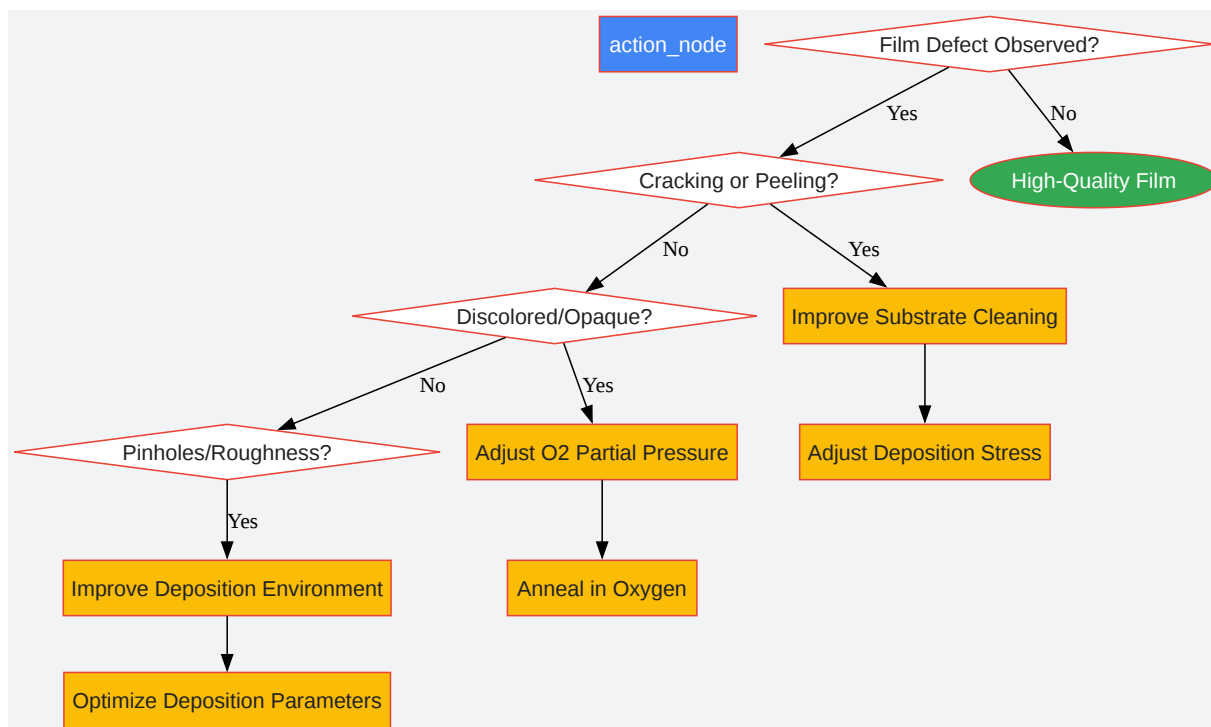 action_node
Film Defect Observed?
Yes
No
Cracking or Peeling?
High-Quality Film
No
Yes
Discolored/Opaque?
Improve Substrate Cleaning
No
Yes
Pinholes/Roughness?
Adjust O2 Partial Pressure
Adjust Deposition Stress
Yes
Improve Deposition Environment
Anneal in Oxygen
Optimize Deposition Parameters